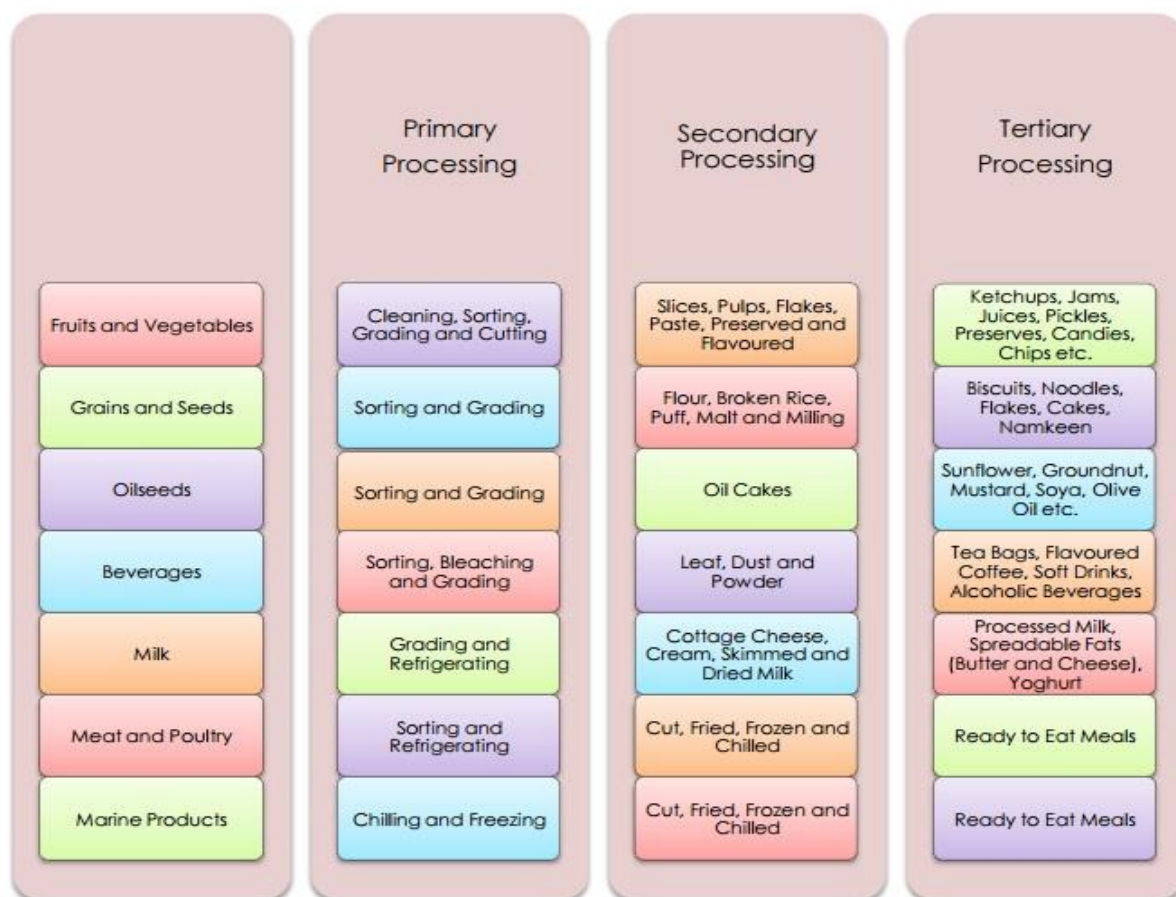 Primary
Processing
Secondary
Processing
Tertiary
Processing
Fruits and Vegetables
Cleaning, Sorting,
Grading and Cutting
Slices, Pulps, Flakes,
Paste, Preserved and
Flavoured
Ketchups, Jams,
Juices, Pickles,
Preserves, Candies,
Chips etc.
Grains and Seeds
Sorting and Grading
Flour, Broken Rice,
Puff, Malt and Milling
Biscuits, Noodles,
Flakes, Cakes,
Namkeen
Oilseeds
Sorting and Grading
Oil Cakes
Sunflower, Groundnut,
Mustard, Soya, Olive
Oil etc.
Beverages
Sorting, Bleaching
and Grading
Leaf, Dust and
Powder
Tea Bags, Flavoured
Coffee, Soft Drinks,
Alcoholic Beverages
Milk
Grading and
Refrigerating
Cottage Cheese,
Cream, Skimmed and
Dried Milk
Processed Milk,
Spreadable Fats
(Butter and Cheese),
Yoghurt
Meat and Poultry
Sorting and
Refrigerating
Cut, Fried, Frozen and
Chilled
Ready to Eat Meals
Marine Products
Chilling and Freezing
Cut, Fried, Frozen and
Chilled
Ready to Eat Meals